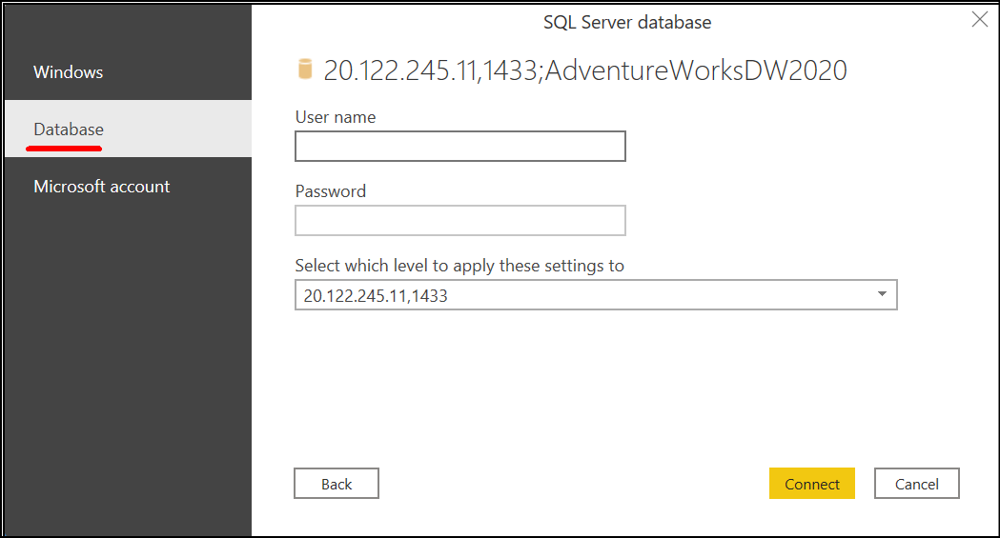 SQL Server database
Windows
Database
Microsoft account
20.122.245.11,1433;AdventureWorksDW2020
User name
Password
Select which level to apply these settings to
20.122.245.11,1433
Back
Connect
Cancel